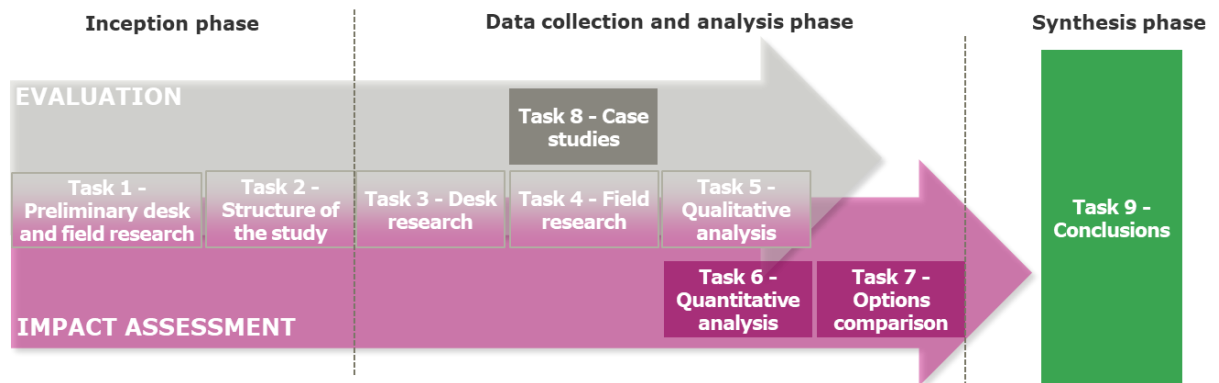 Inception phase
Data collection and analysis phase
Synthesis phase
EVALUATION
Task 8 - Case
studies
Task 1 -
Preliminary desk
and field research
Task 2 -
Structure of
the study
Task 3 - Desk
research
Task 4 - Field
research
Task 5 -
Qualitative
analysis
Task 6 -
Quantitative
analysis
Task 7 -
Options
comparison
IMPACT ASSESSMENT
Task 9 -
Conclusions